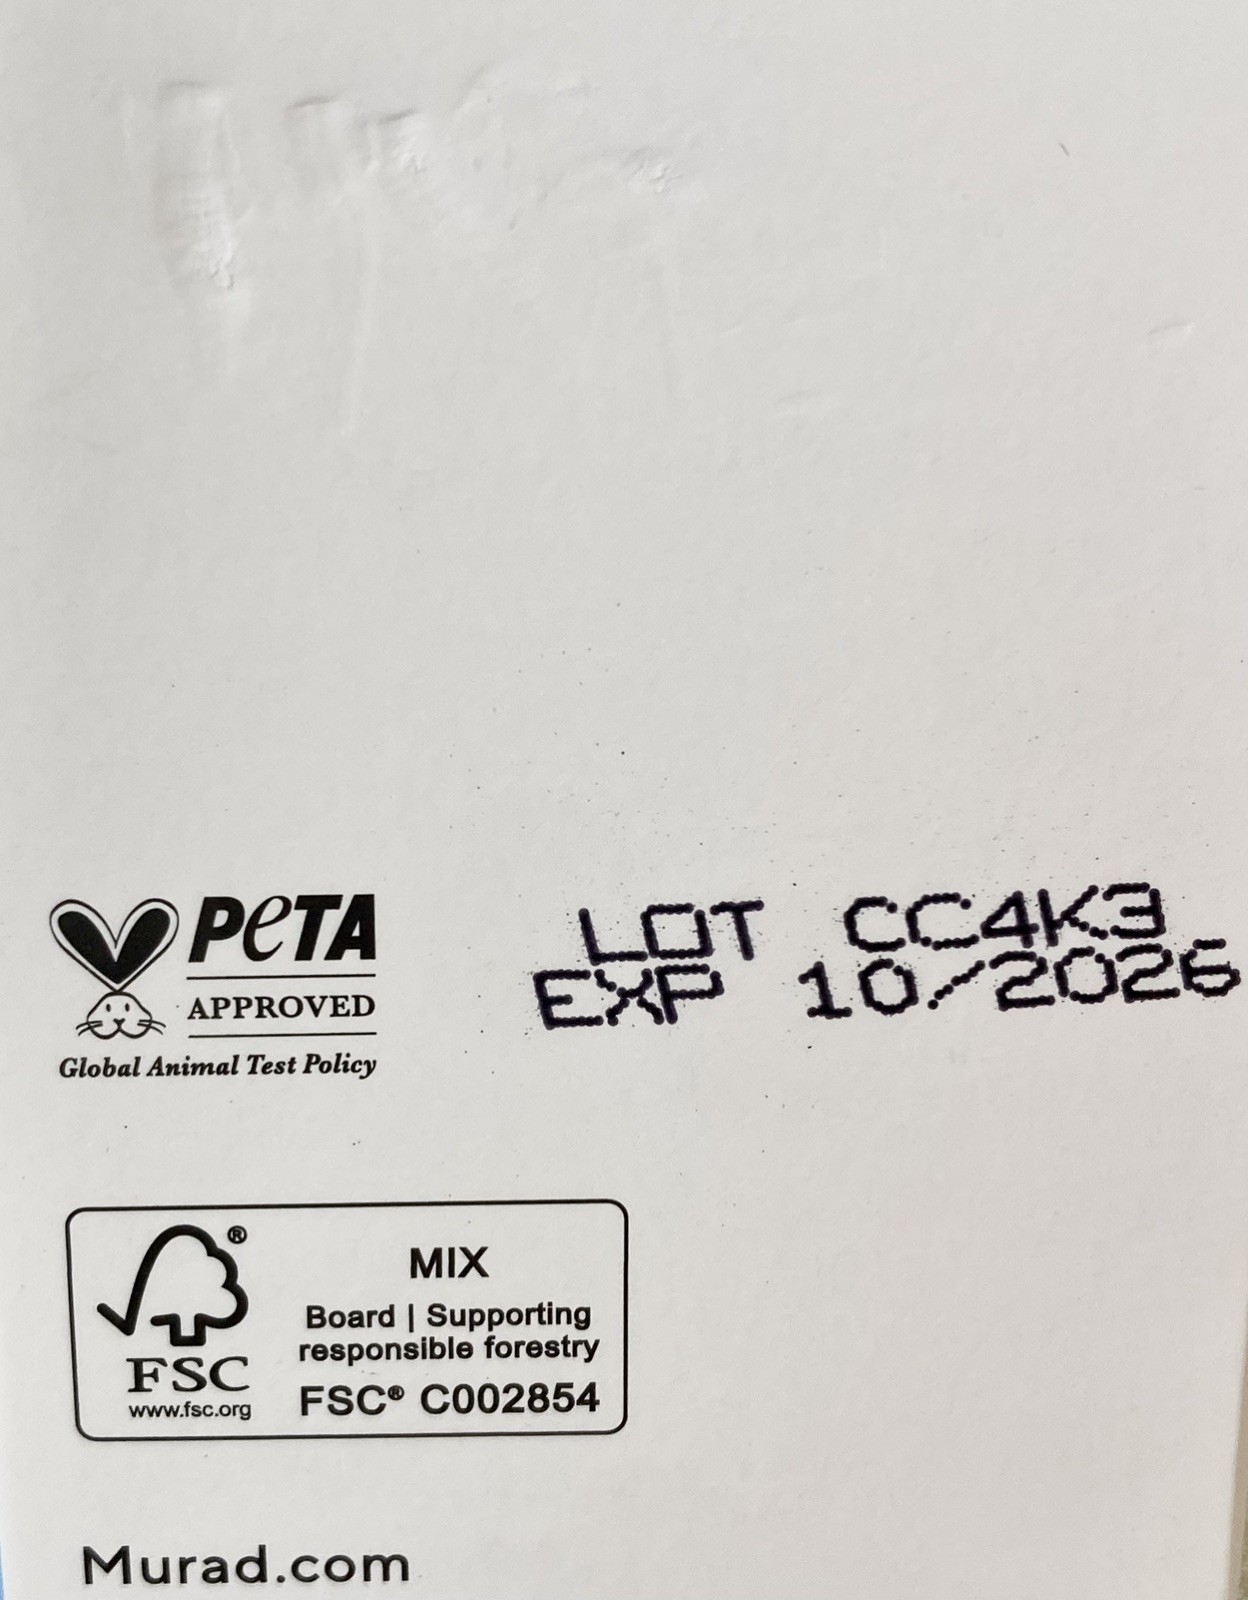 PETA
APPROVED
Global Animal Test Policy
LOT CC4K3
EXP 10/2026
®
FSC
www.fsc.org
MIX
Board | Supporting
responsible forestry
FSC® C002854
Murad.com